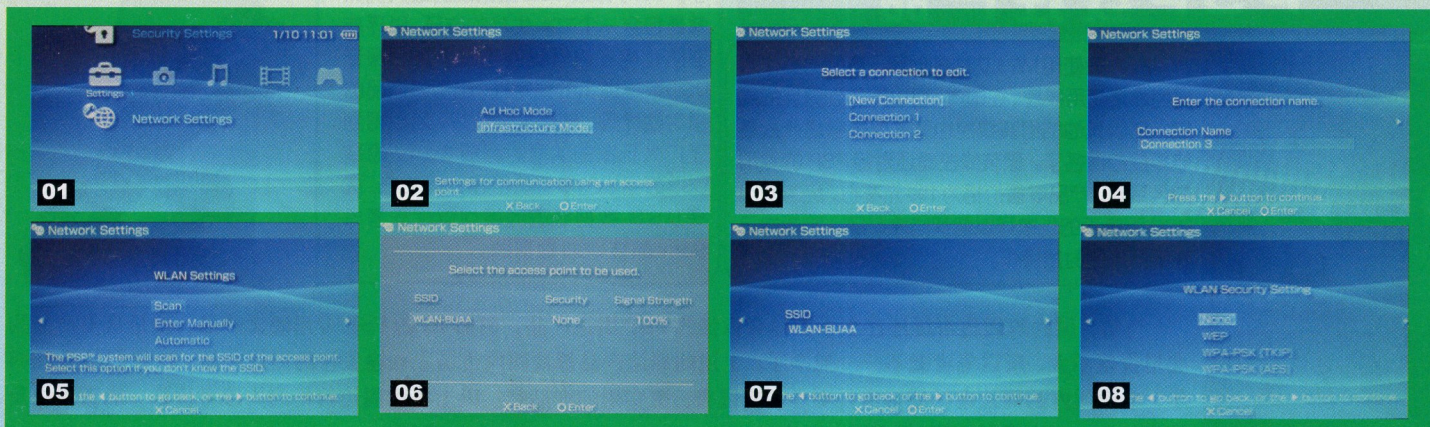 Security Settings
1/10 11:01
Settings
Network Settings
01
Network Settings
Ad Hoc Mode
Infrastructure Mode
Settings for communication using an access
point.
X Back O Enter
02
Network Settings
Select a connection to edit.
[New Connection]
Connection 1
Connection 2
X Back O Enter
03
Network Settings
Enter the connection name.
Connection Name
Connection 3
Press the ▶ button to continue.
X Cancel O Enter
04
Network Settings
WLAN Settings
Scan
Enter Manually
Automatic
The PSP™ system will scan for the SSID of the access point.
Select this option if you don't know the SSID.
the ◀ button to go back, or the ▶ button to continue.
X Cancel
05
Network Settings
Select the access point to be used.
SSID Security Signal Strength
WLAN-BUAA None 100%
X Back O Enter
06
Network Settings
SSID
WLAN-BUAA
he ◀ button to go back, or the ▶ button to continue.
X Cancel O Enter
07
Network Settings
WLAN Security Setting
None
WEP
WPA-PSK (TKIP)
WPA-PSK (AES)
he ◀ button to go back, or the ▶ button to continue.
X Cancel
08